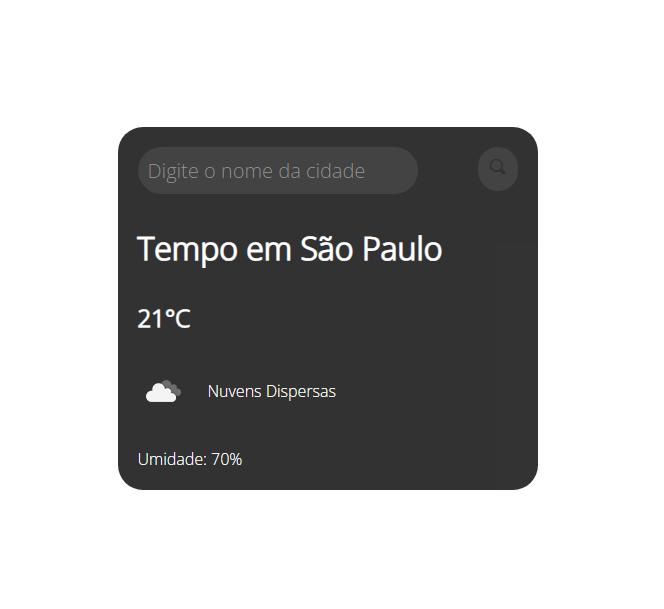 Digite o nome da cidade
Tempo em São Paulo
21°C
Nuvens Dispersas
Umidade: 70%